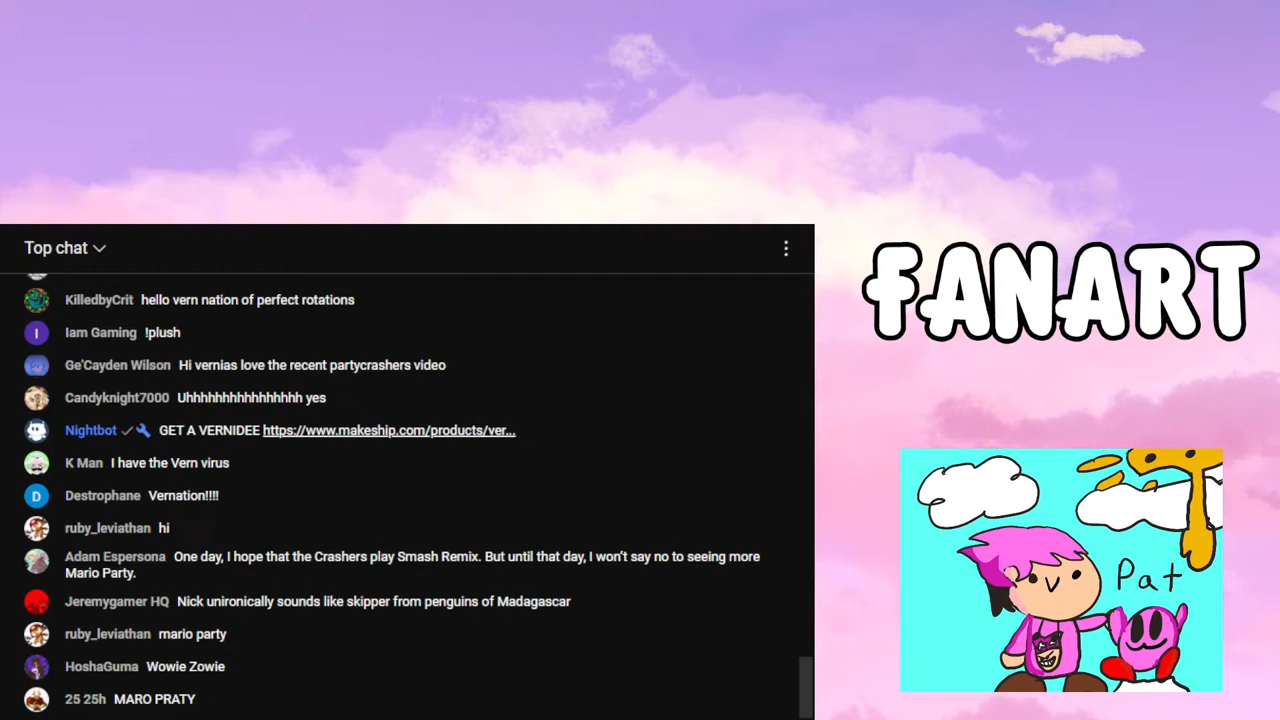 Top chat
KilledbyCrit hello vern nation of perfect rotations
Iam Gaming !plush
Ge'Cayden Wilson Hi vernias love the recent partycrashers video
Candyknight7000 Uhhhhhhhhhhhhhhhh yes
Nightbot GET A VERNIDEE https://www.makeship.com/products/ver...
K Man I have the Vern virus
Destrophane Vernation!!!!
ruby_leviathan hi
Adam Espersona One day, I hope that the Crashers play Smash Remix. But until that day, I won't say no to seeing more
Mario Party.
Jeremygamer HQ Nick unironically sounds like skipper from penguins of Madagascar
ruby_leviathan mario party
HoshaGuma Wowie Zowie
25 25h MARO PRATY
FANART
Pat